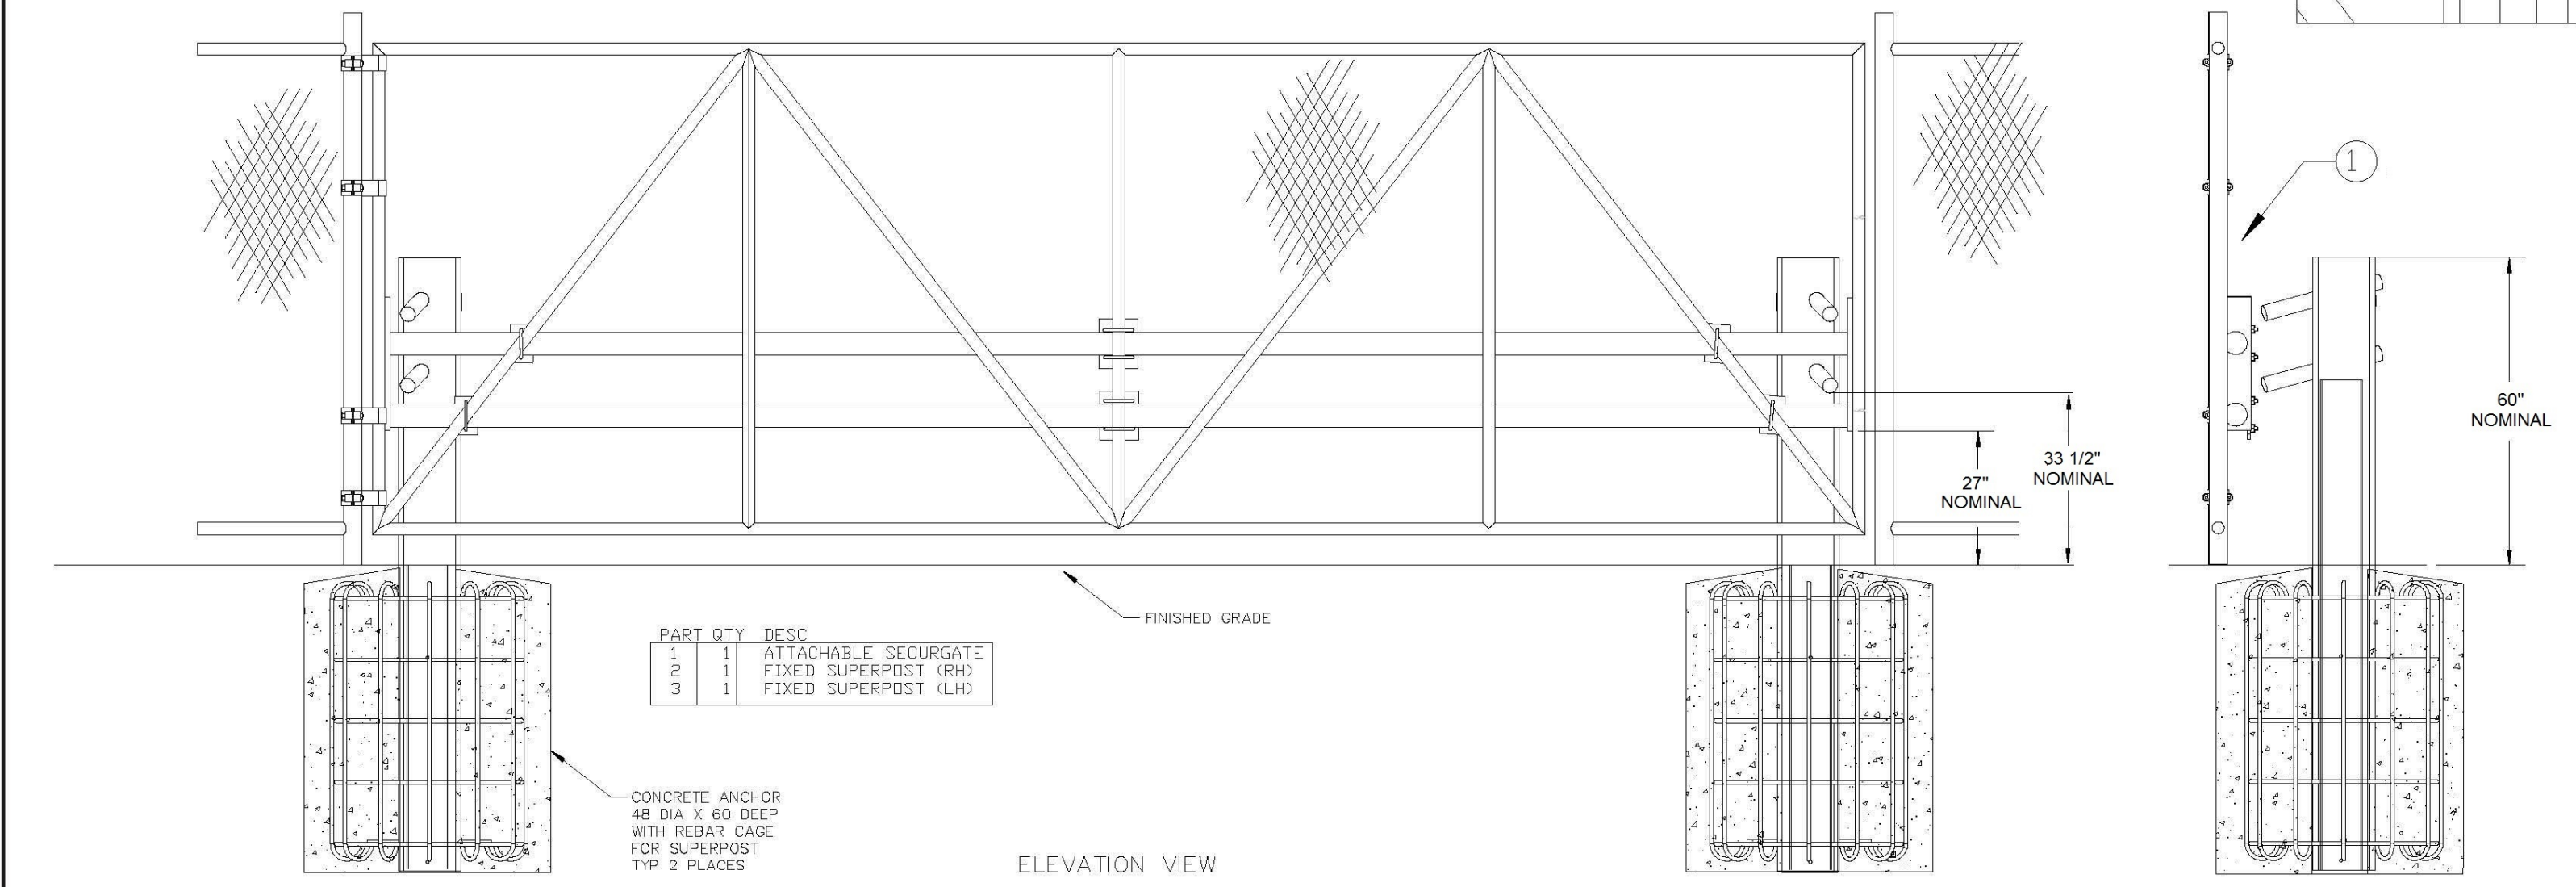 1
60"
NOMINAL
33 1/2"
NOMINAL
27"
NOMINAL
FINISHED GRADE
PART QTY DESC
1 1 ATTACHABLE SECURGATE
2 1 FIXED SUPERPOST (RH)
3 1 FIXED SUPERPOST (LH)
CONCRETE ANCHOR
48 DIA X 60 DEEP
WITH REBAR CAGE
FOR SUPERPOST
TYP 2 PLACES
ELEVATION VIEW